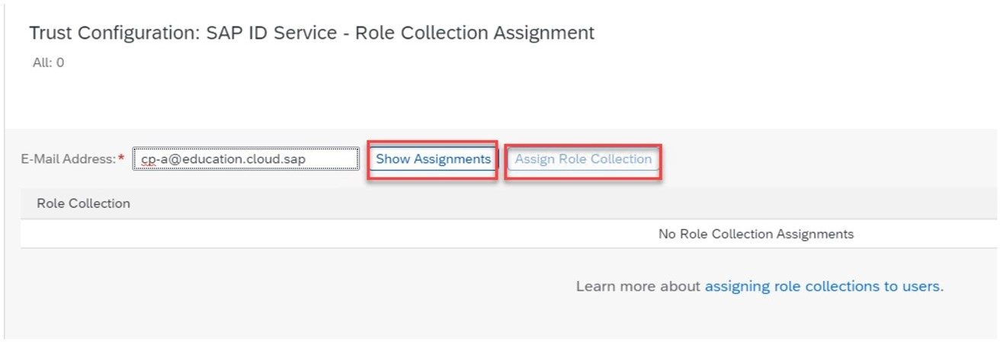 Trust Configuration: SAP ID Service - Role Collection Assignment
All: 0
E-Mail Address:* cp-a@education.cloud.sap Show Assignments Assign Role Collection
Role Collection
No Role Collection Assignments
Learn more about assigning role collections to users.